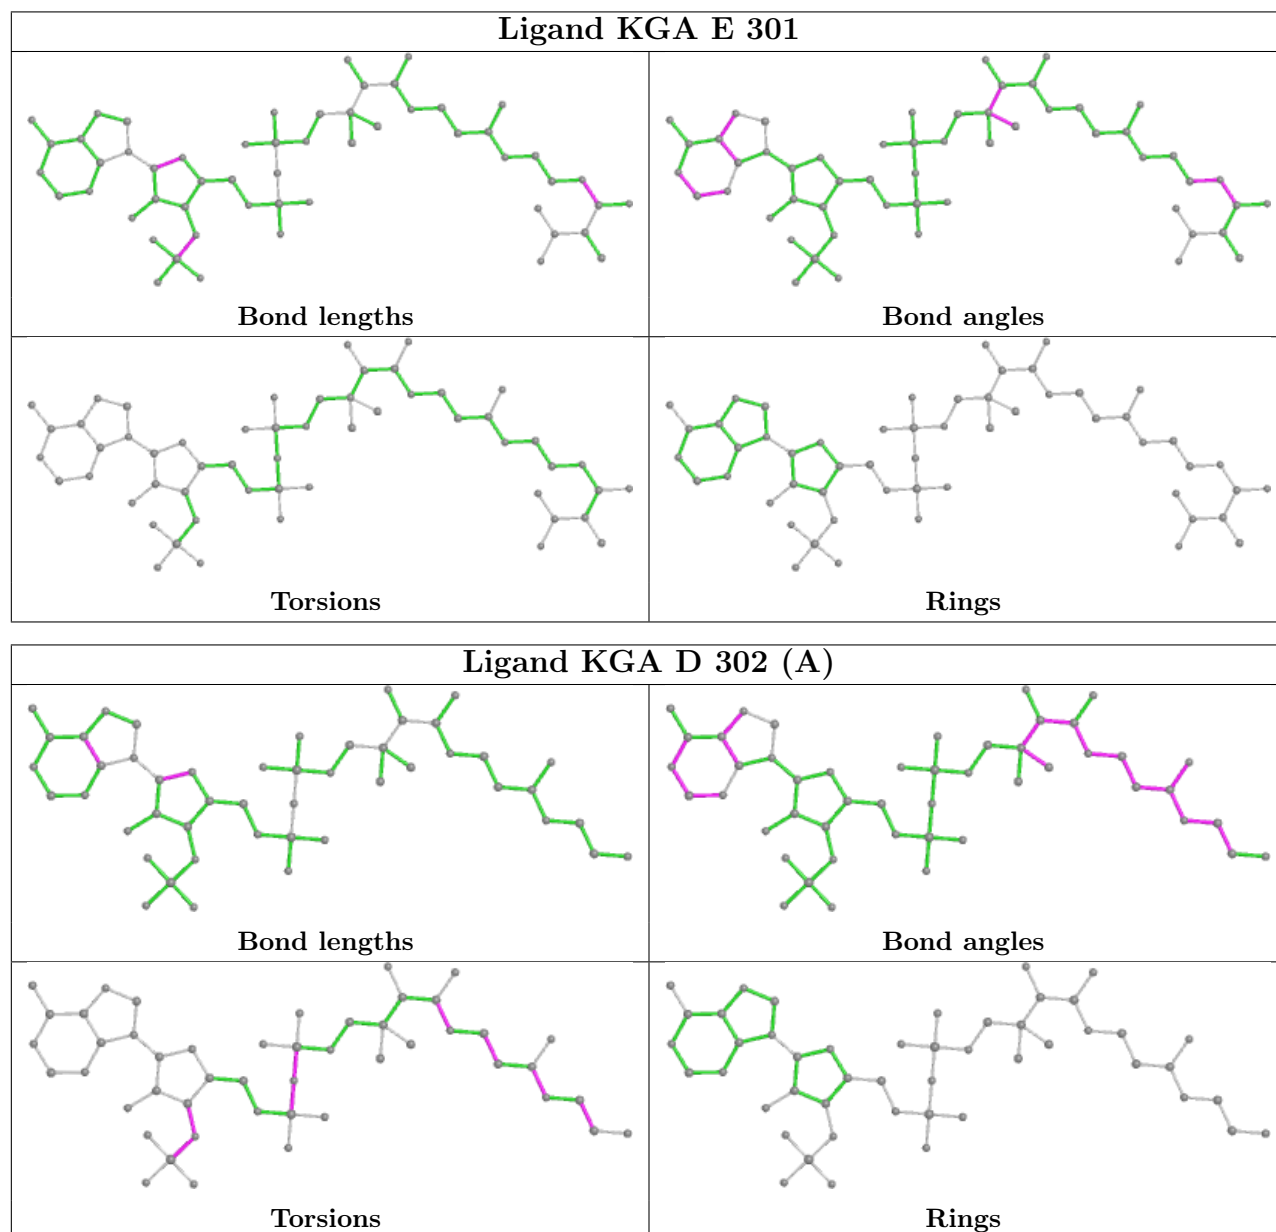 Ligand KGA E 301
Bond lengths
Bond angles
Torsions
Rings
Ligand KGA D 302 (A)
Bond lengths
Bond angles
Torsions
Rings